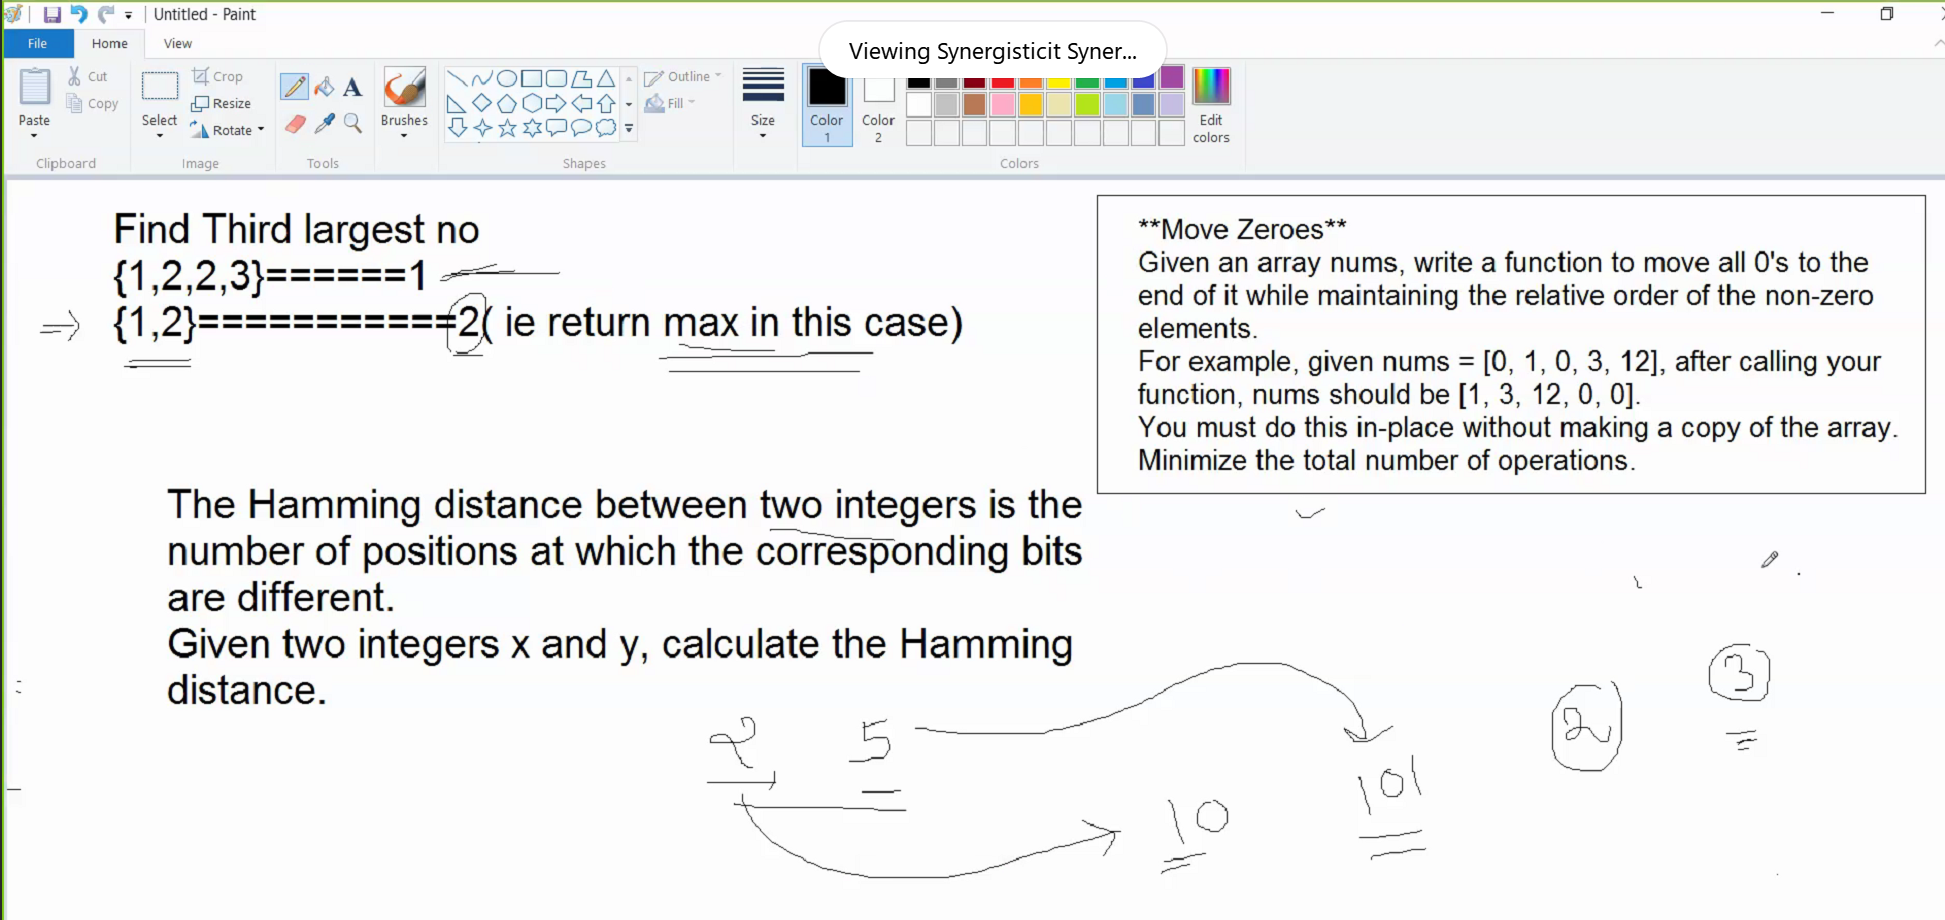 Untitled - Paint
Viewing Synergisticit Syner...
File
Home
View
Paste
Cut
Copy
Clipboard
Select
Crop
Resize
Rotate
Image
Tools
Brushes
Shapes
Outline
Fill
Size
Color
1
Color
2
Edit
colors
Colors
Find Third largest no
{1,2,2,3}======1
{1,2}===========2( ie return max in this case)
**Move Zeroes**
Given an array nums, write a function to move all 0's to the
end of it while maintaining the relative order of the non-zero
elements.
For example, given nums = [0, 1, 0, 3, 12], after calling your
function, nums should be [1, 3, 12, 0, 0].
You must do this in-place without making a copy of the array.
Minimize the total number of operations.
The Hamming distance between two integers is the
number of positions at which the corresponding bits
are different.
Given two integers x and y, calculate the Hamming
distance.
2 5
10
101
2
3